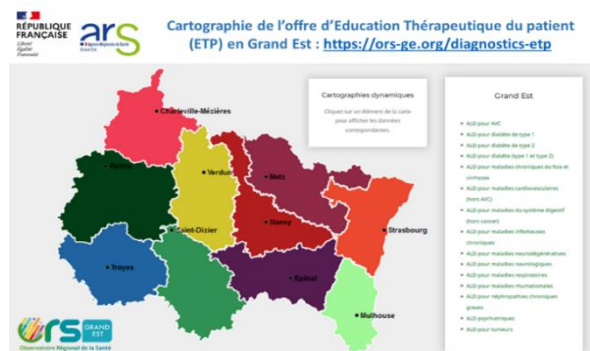 RÉPUBLIQUE
FRANÇAISE
Liberté
Égalité
Fraternité
ars
Agence Régionale de Santé
Grand Est
Cartographie de l'offre d'Education Thérapeutique du patient
(ETP) en Grand Est : https://ors-ge.org/diagnostics-etp
Charleville-Mézières
Reims
Verdun
Metz
Nancy
Saint-Dizier
Strasbourg
Troyes
Epinal
Mulhouse
Cartographies dynamiques
Cliquez sur un élément de la carte
pour afficher les données
correspondantes.
Grand Est
ALD pour AVC
ALD pour diabète de type 1
ALD pour diabète de type 2
ALD pour diabète (type 1 et type 2)
ALD pour maladies chroniques du foie et
cirrhoses
ALD pour maladies cardiovasculaires
(hors AVC)
ALD pour maladies du système digestif
(hors cancer)
ALD pour maladies infectieuses
chroniques
ALD pour maladies neurodégénératives
ALD pour maladies neurologiques
ALD pour maladies respiratoires
ALD pour maladies rhumatismales
ALD pour néphropathies chroniques
graves
ALD psychiatriques
ALD pour tumeurs
ORS
GRAND
EST
Observatoire Régional de la Santé